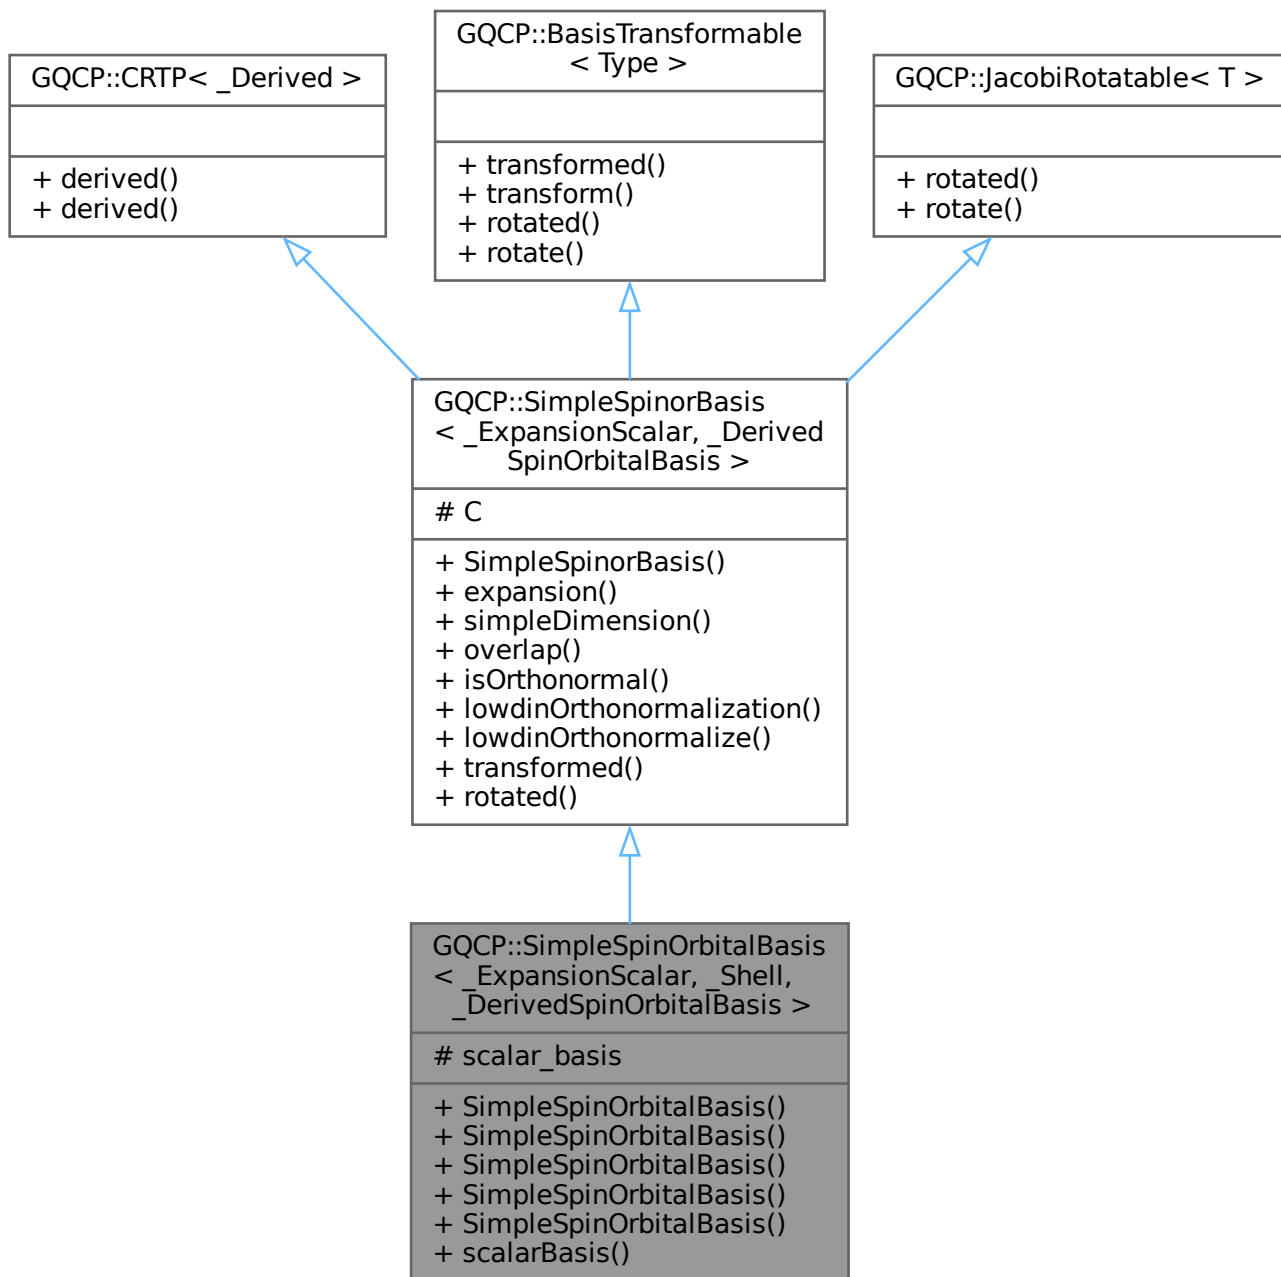 GQCP::CRTP< _Derived >
+ derived()
+ derived()
GQCP::BasisTransformable
< Type >
+ transformed()
+ transform()
+ rotated()
+ rotate()
GQCP::JacobiRotatable< T >
+ rotated()
+ rotate()
GQCP::SimpleSpinorBasis
< _ExpansionScalar, _Derived
SpinOrbitalBasis >
# C
+ SimpleSpinorBasis()
+ expansion()
+ simpleDimension()
+ overlap()
+ isOrthonormal()
+ lowdinOrthonormalization()
+ lowdinOrthonormalize()
+ transformed()
+ rotated()
GQCP::SimpleSpinOrbitalBasis
< _ExpansionScalar, _Shell,
_DerivedSpinOrbitalBasis >
# scalar_basis
+ SimpleSpinOrbitalBasis()
+ SimpleSpinOrbitalBasis()
+ SimpleSpinOrbitalBasis()
+ SimpleSpinOrbitalBasis()
+ SimpleSpinOrbitalBasis()
+ scalarBasis()